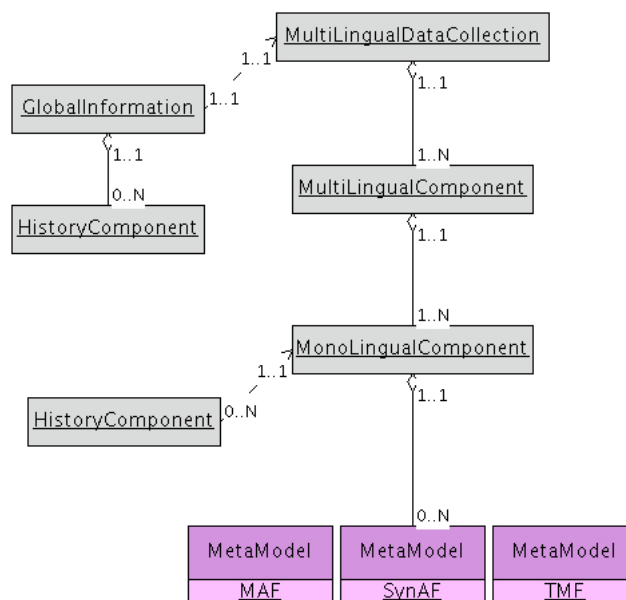 MultiLingualDataCollection
1..1
1..1
1..1
GlobalInformation
1..1
0..N
HistoryComponent
1..N
MultiLingualComponent
1..1
1..N
MonoLingualComponent
1..1
0..N
HistoryComponent
1..1
0..N
MetaModel
MetaModel
MetaModel
MAF
SynAF
TMF